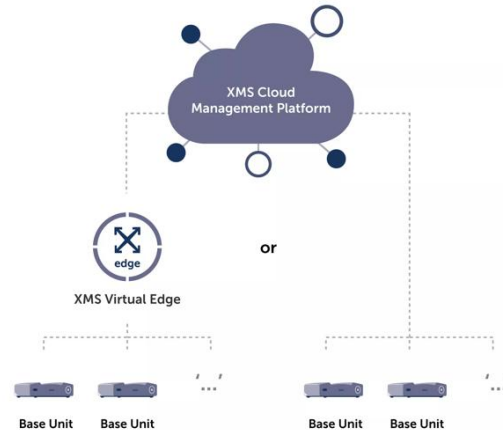 XMS Cloud
Management Platform
edge
or
XMS Virtual Edge
'...'
'...
Base Unit Base Unit Base Unit Base Unit